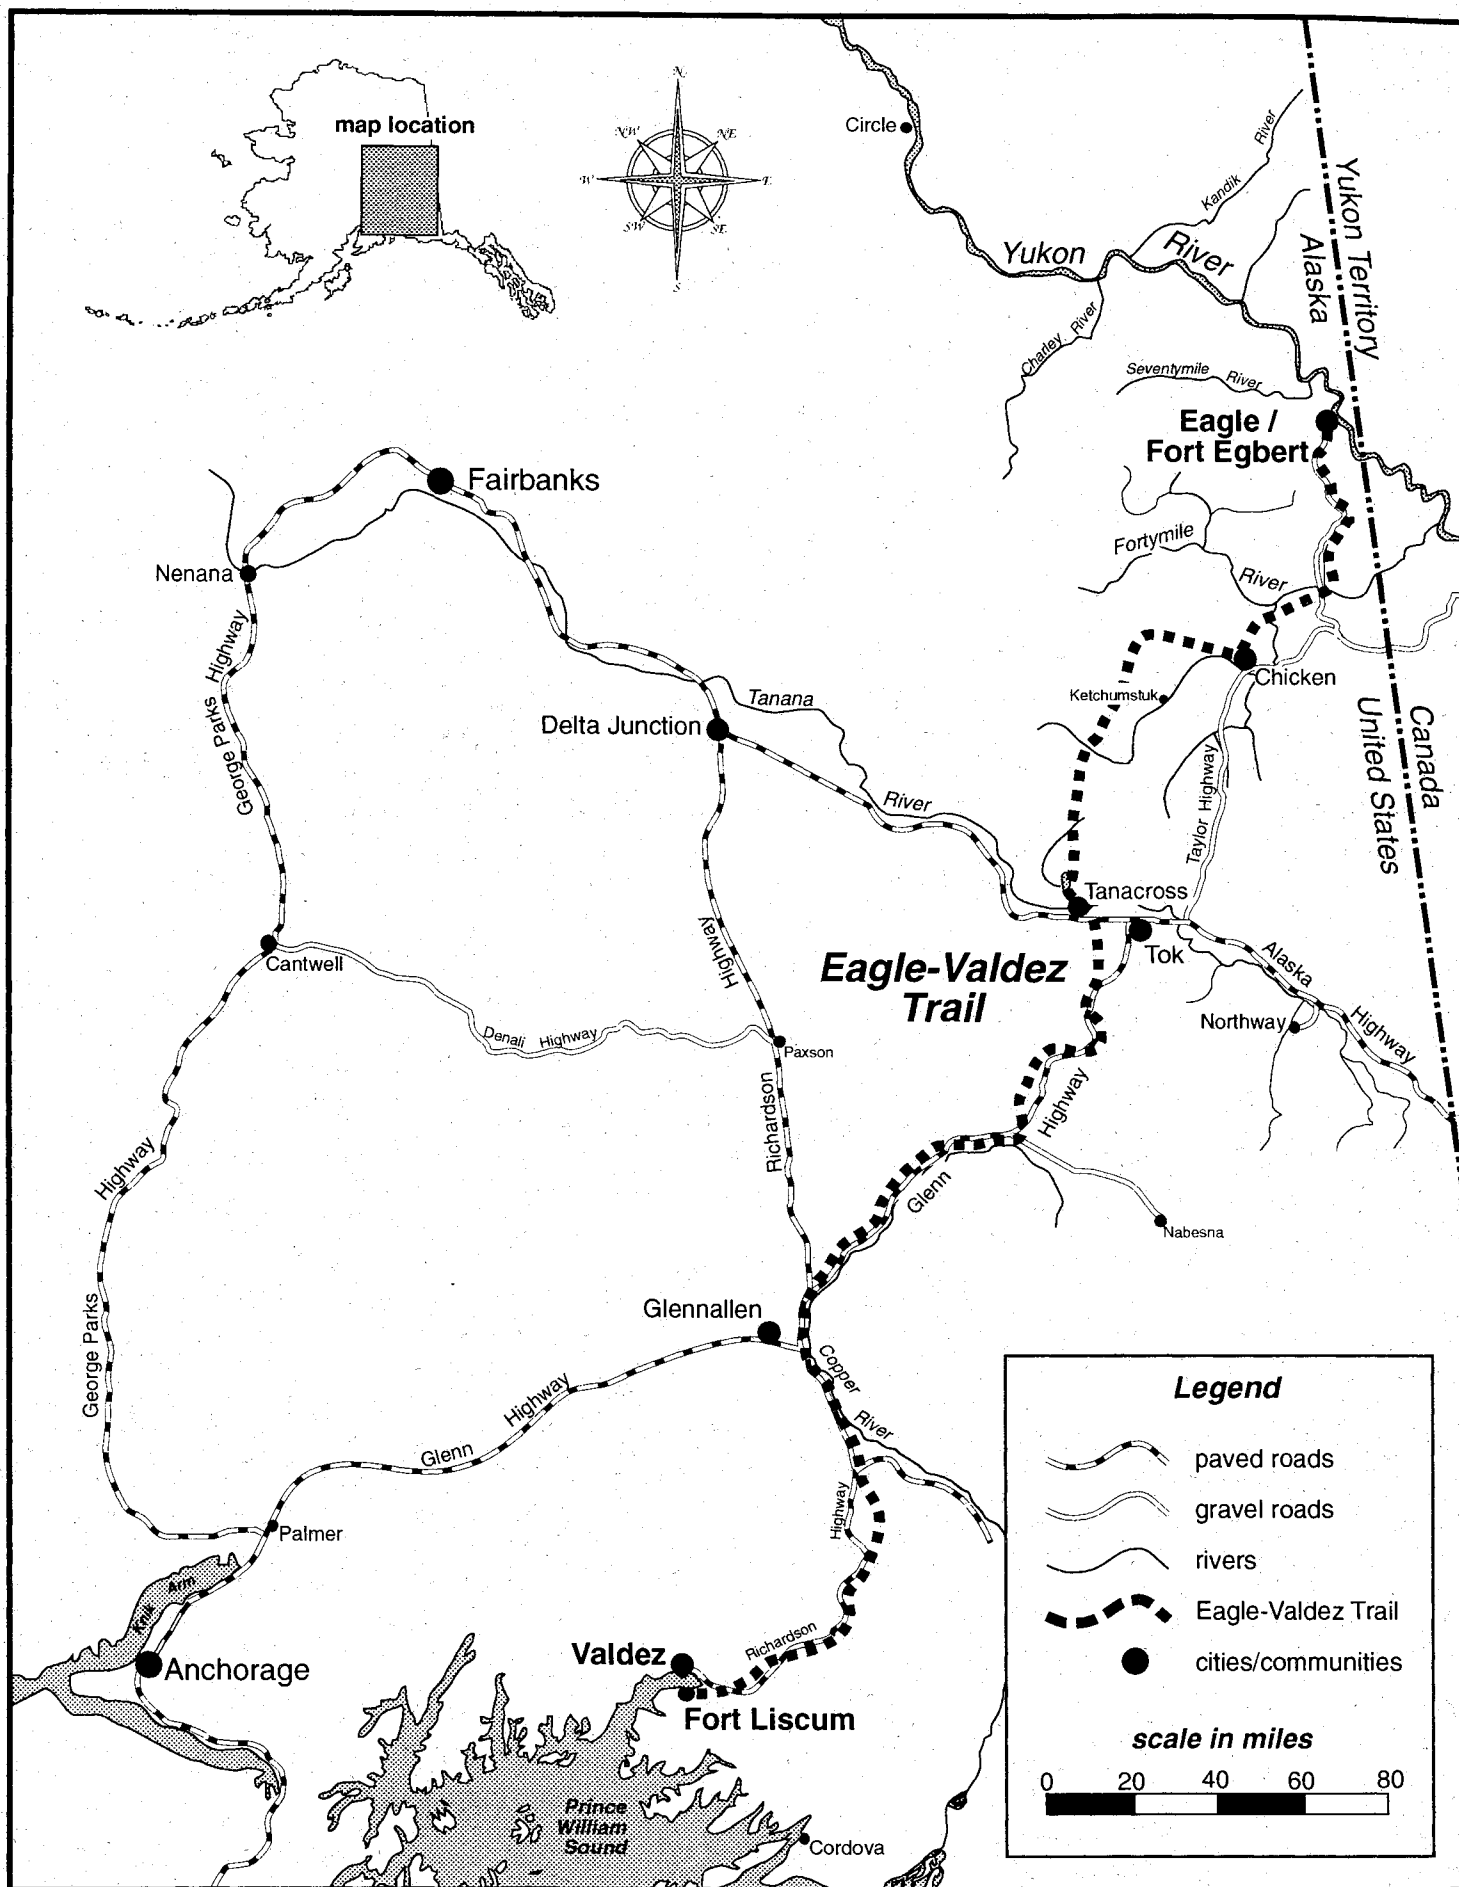 map location
N
NW
NE
W
E
SW
SE
S
Circle
Kandik
River
Yukon
River
Yukon Territory
Alaska
Charley
River
Seventymile
River
Eagle /
Fort Egbert
Fairbanks
Fortymile
River
Nenana
George Parks
Highway
Chicken
Ketchumstuk
Delta Junction
Tanana
River
Canada
United States
Taylor Highway
Tanacross
Tok
Cantwell
Highway
Eagle-Valdez
Trail
Alaska
Highway
Northway
Denali
Highway
Paxson
Richardson
Highway
Highway
Glenn
Nabesna
George Parks
Glennallen
Copper
River
Highway
Glenn
Highway
Palmer
Knik
Arm
Anchorage
Richardson
Valdez
Fort Liscum
Prince
William
Sound
Cordova
Legend
paved roads
gravel roads
rivers
Eagle-Valdez Trail
cities/communities
scale in miles
0 20 40 60 80